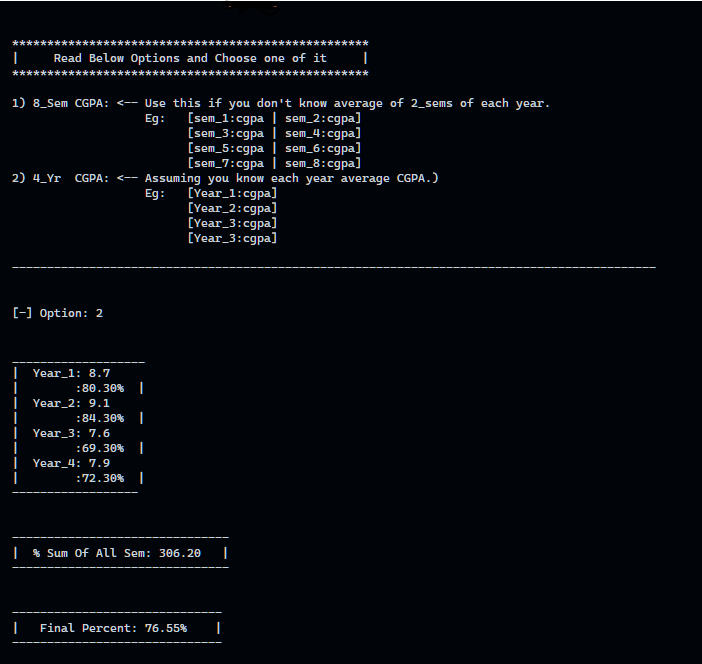 ***************************************************
|     Read Below Options and Choose one of it     |
***************************************************
1) 8_Sem CGPA: <-- Use this if you don't know average of 2_sems of each year.
                   Eg:   [sem_1:cgpa | sem_2:cgpa]
                         [sem_3:cgpa | sem_4:cgpa]
                         [sem_5:cgpa | sem_6:cgpa]
                         [sem_7:cgpa | sem_8:cgpa]
2) 4_Yr  CGPA: <-- Assuming you know each year average CGPA.)
                   Eg:   [Year_1:cgpa]
                         [Year_2:cgpa]
                         [Year_3:cgpa]
                         [Year_3:cgpa]
____________________________________________________________________________________________
[-] Option: 2
___________________
|  Year_1: 8.7
|        :80.30%  |
|  Year_2: 9.1
|        :84.30%  |
|  Year_3: 7.6
|        :69.30%  |
|  Year_4: 7.9
|        :72.30%  |
------------------
_______________________________
|  % Sum Of All Sem: 306.20   |
-------------------------------
______________________________
|   Final Percent: 76.55%    |
------------------------------